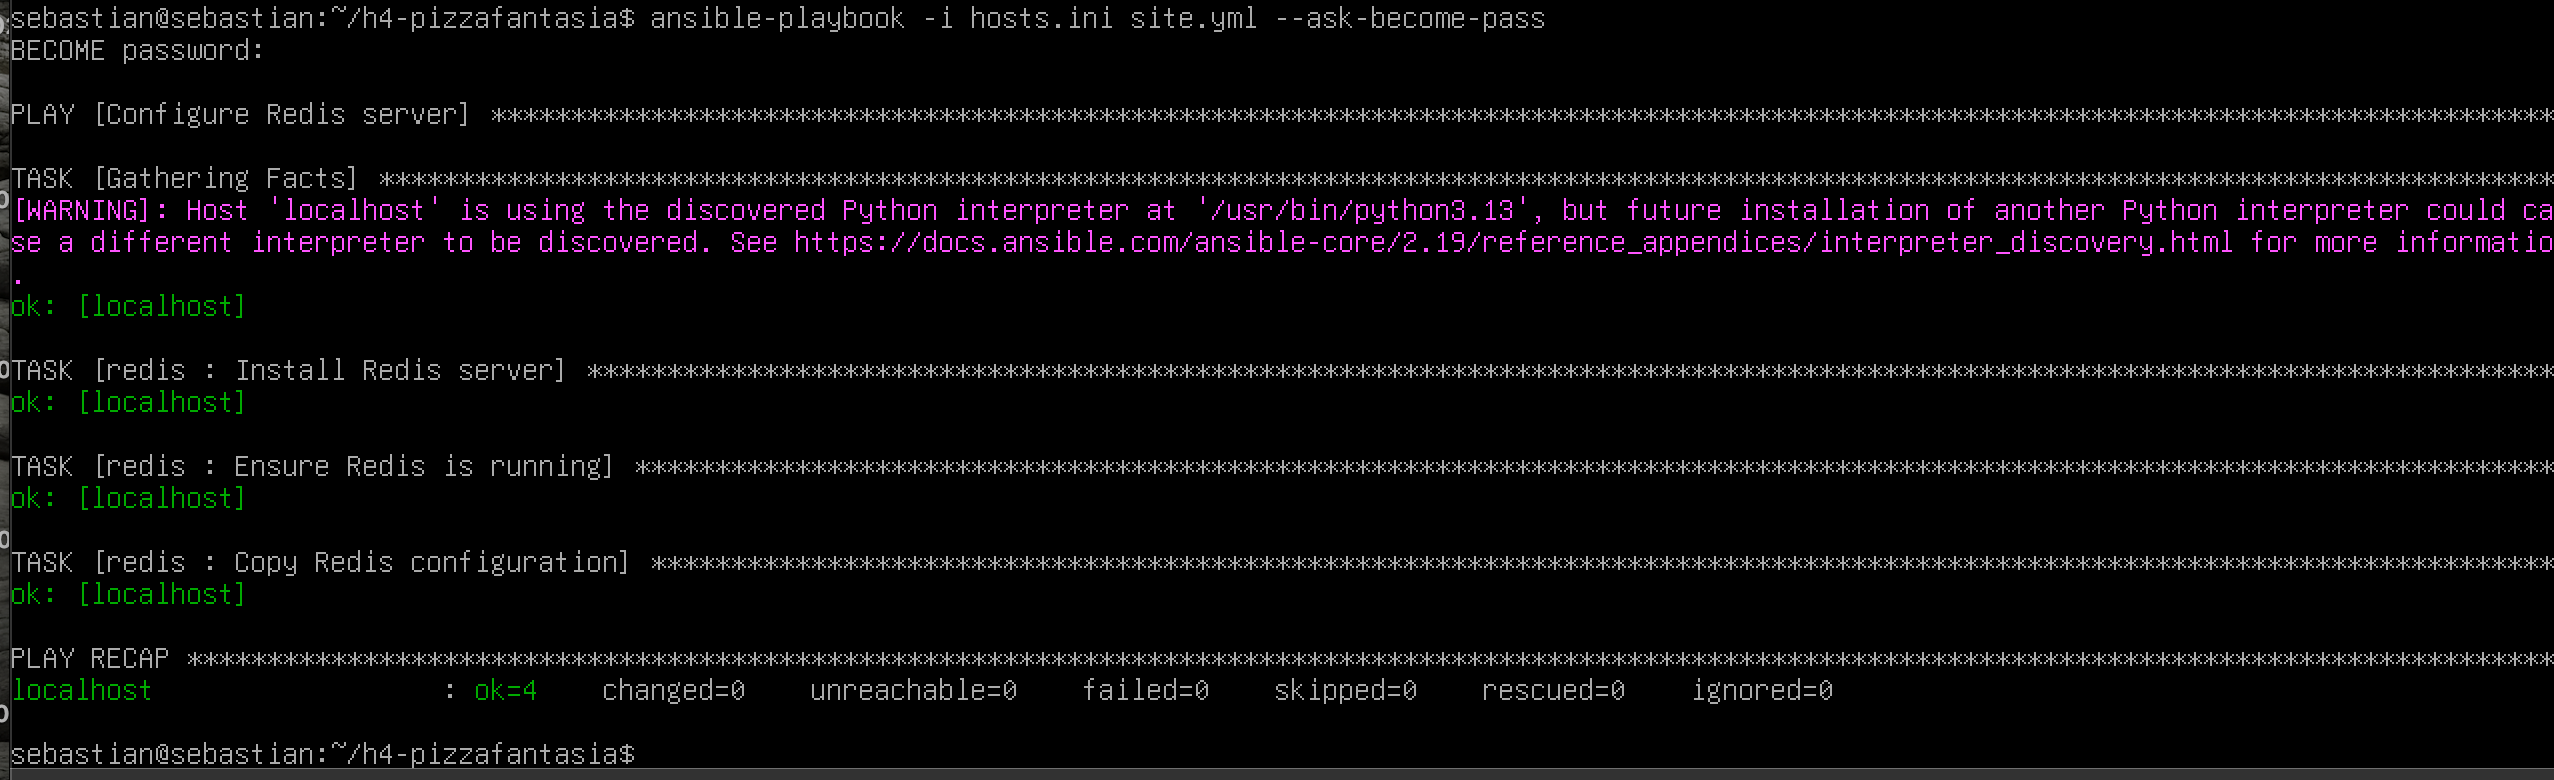 sebastian@sebastian:~/h4-pizzafantasia$ ansible-playbook -i hosts.ini site.yml --ask-become-pass
BECOME password:
PLAY [Configure Redis server] ********************************************************************************************************************************
TASK [Gathering Facts] ****************************************************************************************************************************************
[WARNING]: Host 'localhost' is using the discovered Python interpreter at '/usr/bin/python3.13', but future installation of another Python interpreter could ca
se a different interpreter to be discovered. See https://docs.ansible.com/ansible-core/2.19/reference_appendices/interpreter_discovery.html for more informatio
.
ok: [localhost]
TASK [redis : Install Redis server] ***************************************************************************************************************************
ok: [localhost]
TASK [redis : Ensure Redis is running] ************************************************************************************************************************
ok: [localhost]
TASK [redis : Copy Redis configuration] ***********************************************************************************************************************
ok: [localhost]
PLAY RECAP ****************************************************************************************************************************************************
localhost                  : ok=4    changed=0    unreachable=0    failed=0    skipped=0    rescued=0    ignored=0
sebastian@sebastian:~/h4-pizzafantasia$